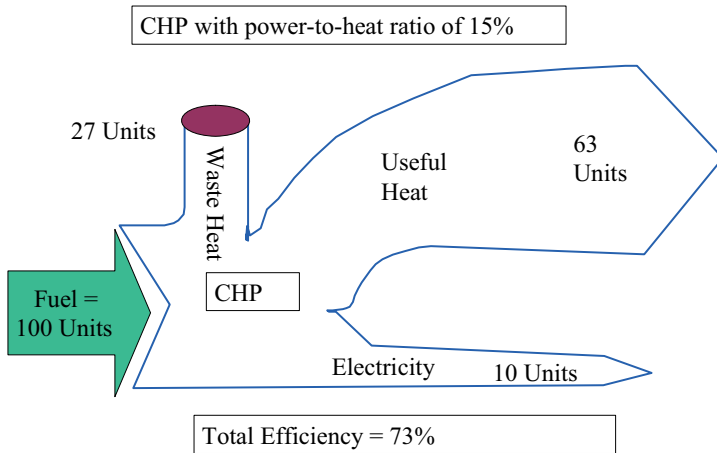 CHP with power-to-heat ratio of 15%
27 Units
Waste Heat
Useful
Heat
63
Units
CHP
Fuel =
100 Units
Electricity
10 Units
Total Efficiency = 73%